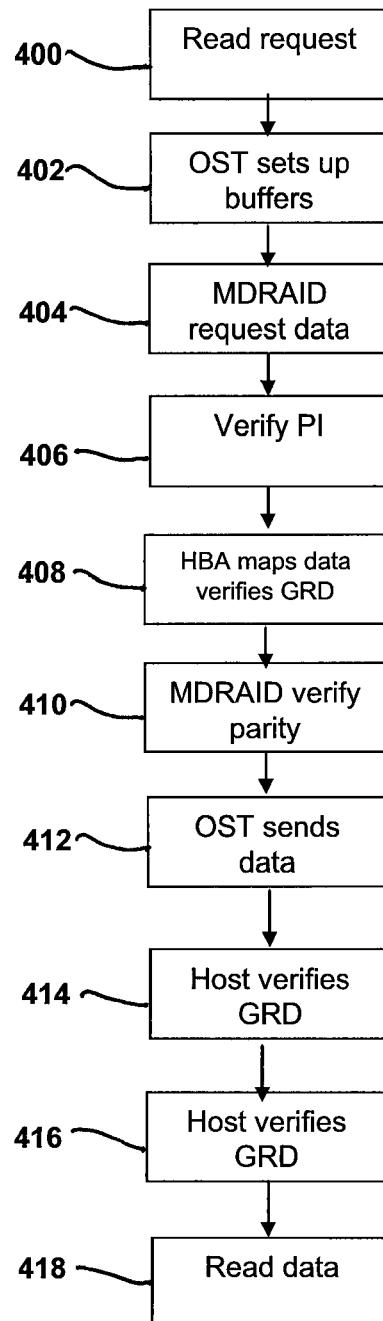 400
Read request
402
OST sets up
buffers
404
MDRAID
request data
406
Verify PI
408
HBA maps data
verifies GRD
410
MDRAID verify
parity
412
OST sends
data
414
Host verifies
GRD
416
Host verifies
GRD
418
Read data